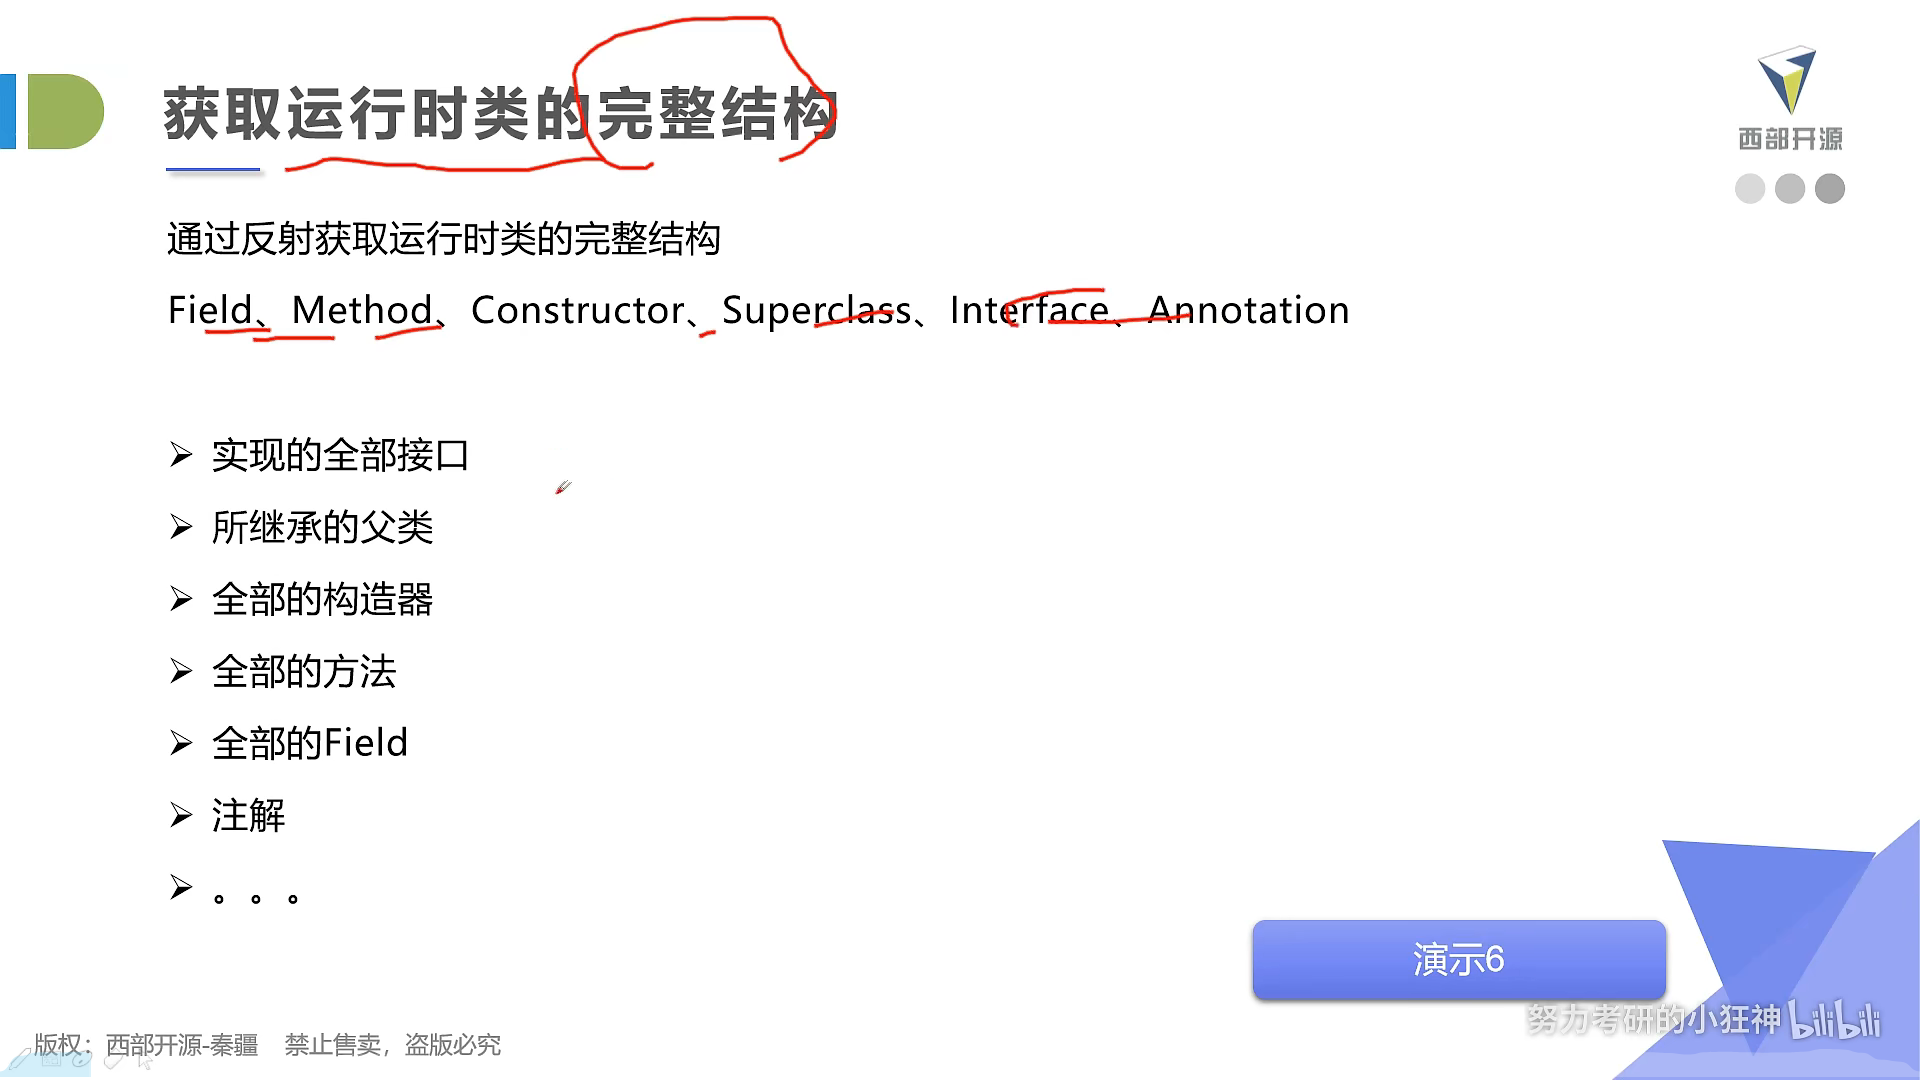 获取运行时类的完整结构
西部开源
通过反射获取运行时类的完整结构
Field、Method、Constructor、Superclass、Interface、Annotation
实现的全部接口
所继承的父类
全部的构造器
全部的方法
全部的Field
注解
。。。
演示6
努力考研的小狂神 bilibili
版权：西部开源-秦疆 禁止售卖，盗版必究